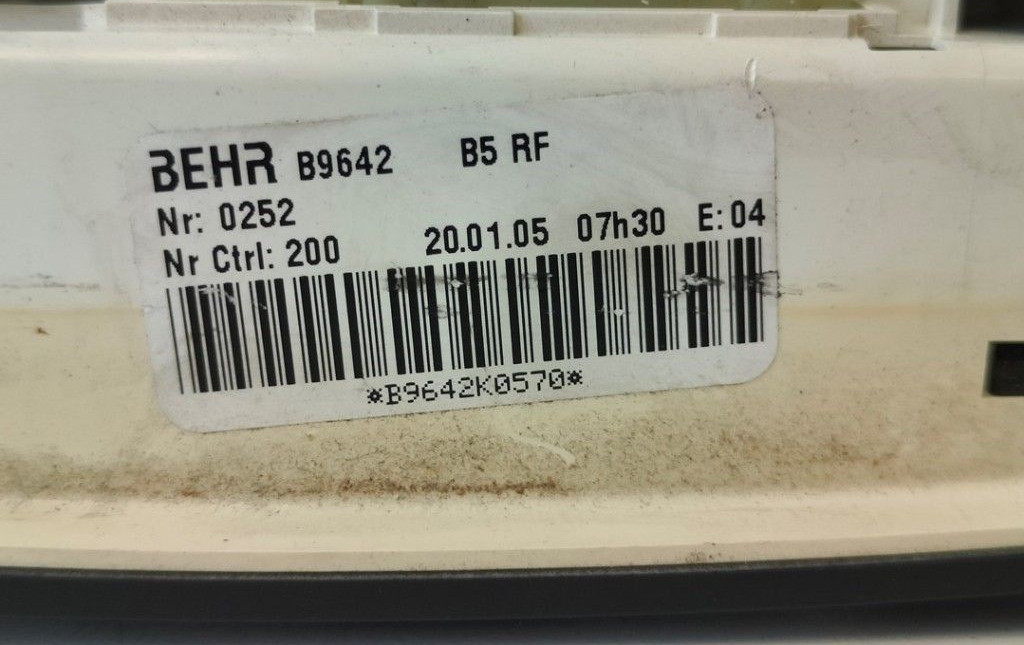 BEHR B9642 B5 RF
Nr: 0252
Nr Ctrl: 200 20.01.05 07h30 E: 04
*B9642K0570*